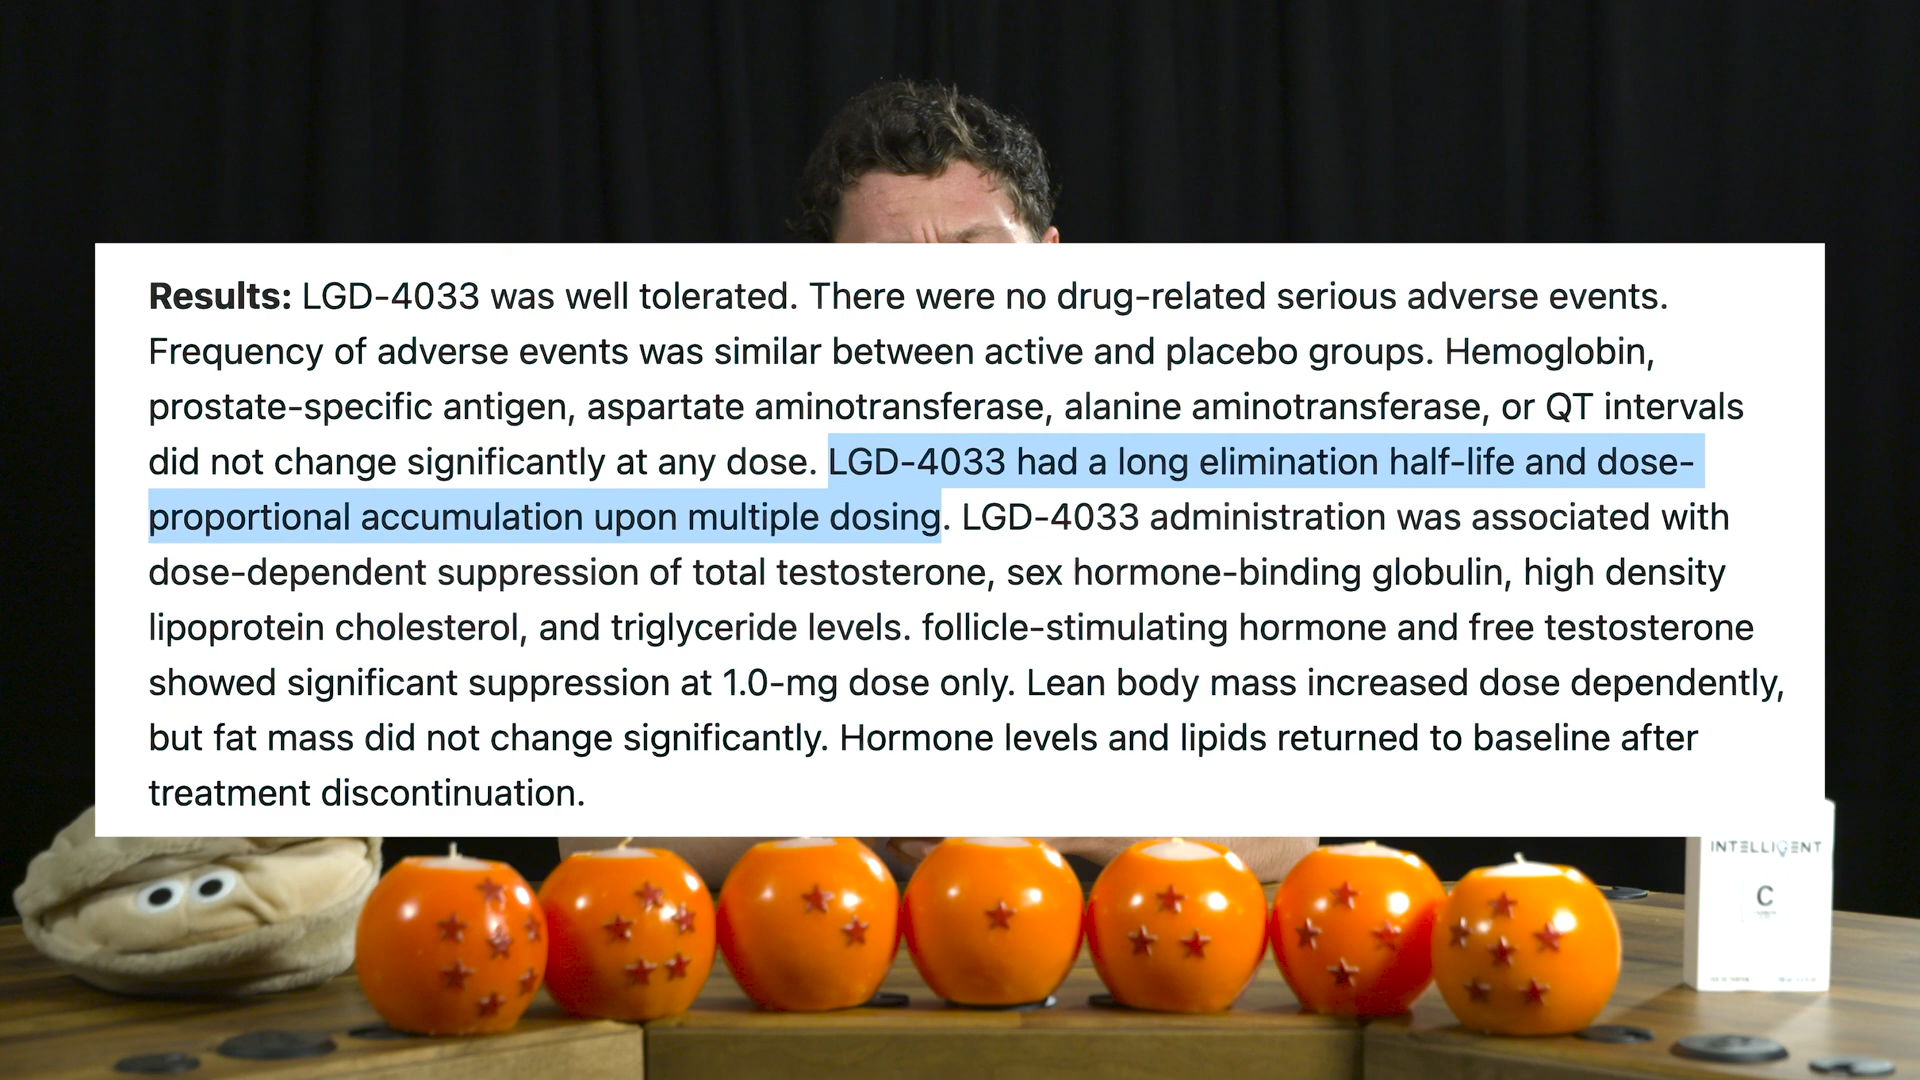 Results: LGD-4033 was well tolerated. There were no drug-related serious adverse events.
Frequency of adverse events was similar between active and placebo groups. Hemoglobin,
prostate-specific antigen, aspartate aminotransferase, alanine aminotransferase, or QT intervals
did not change significantly at any dose. LGD-4033 had a long elimination half-life and dose-
proportional accumulation upon multiple dosing. LGD-4033 administration was associated with
dose-dependent suppression of total testosterone, sex hormone-binding globulin, high density
lipoprotein cholesterol, and triglyceride levels. follicle-stimulating hormone and free testosterone
showed significant suppression at 1.0-mg dose only. Lean body mass increased dose dependently,
but fat mass did not change significantly. Hormone levels and lipids returned to baseline after
treatment discontinuation.
INTELLIGENT
C